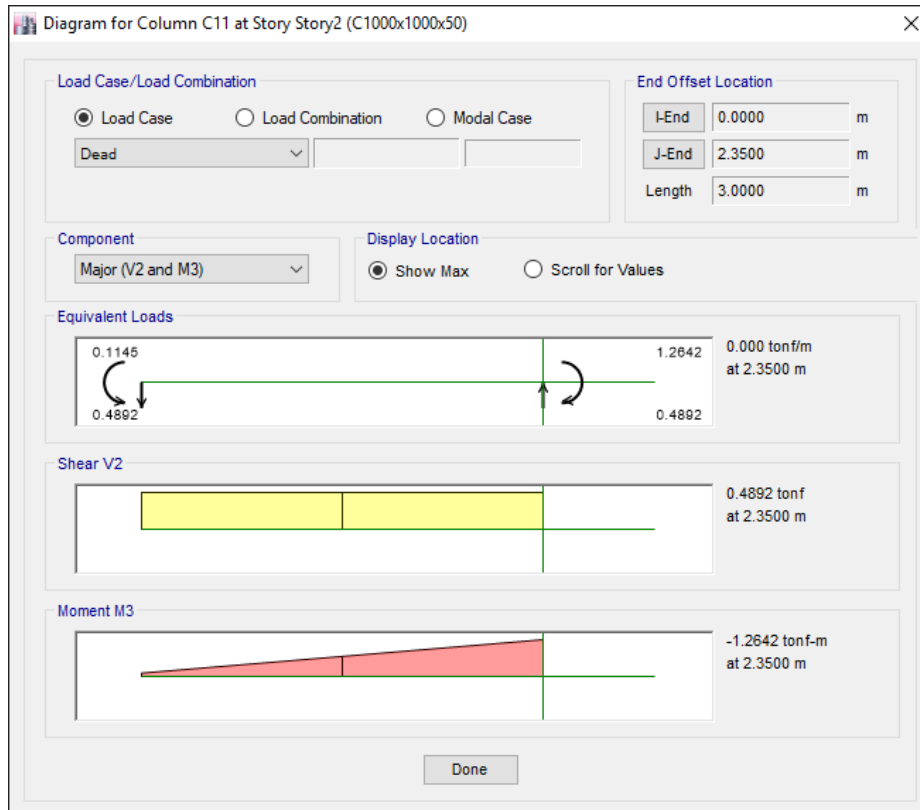 Diagram for Column C11 at Story Story2 (C1000x1000x50)
Load Case/Load Combination
Load Case Load Combination Modal Case
Dead
End Offset Location
I-End 0.0000 m
J-End 2.3500 m
Length 3.0000 m
Component
Major (V2 and M3)
Display Location
Show Max Scroll for Values
Equivalent Loads
0.1145 1.2642
0.4892 0.4892
0.000 tonf/m
at 2.3500 m
Shear V2
0.4892 tonf
at 2.3500 m
Moment M3
-1.2642 tonf-m
at 2.3500 m
Done